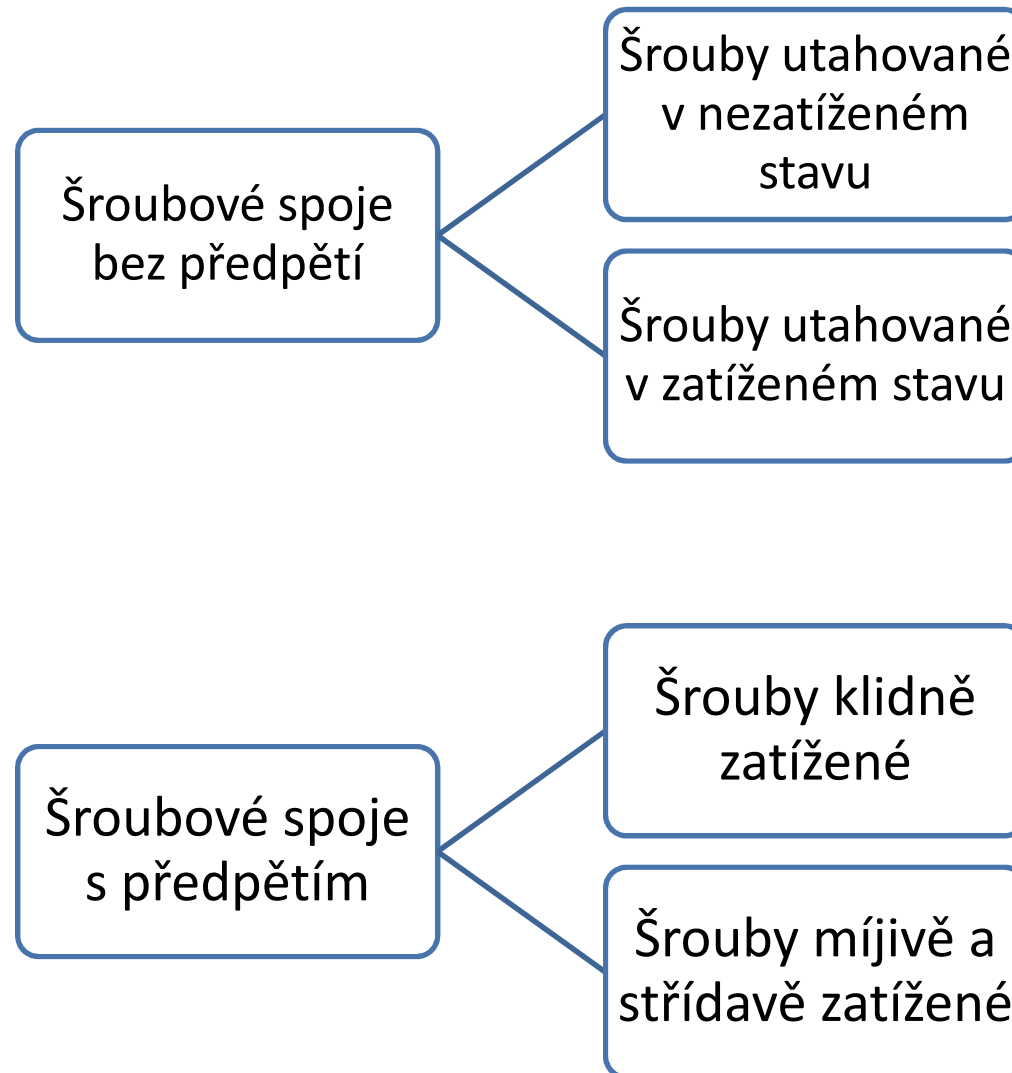 Šroubové spoje
bez předpětí
Šrouby utahované
v nezatíženém
stavu
Šrouby utahované
v zatíženém stavu
Šroubové spoje
s předpětím
Šrouby klidně
zatížené
Šrouby míjivě a
střídavě zatížené